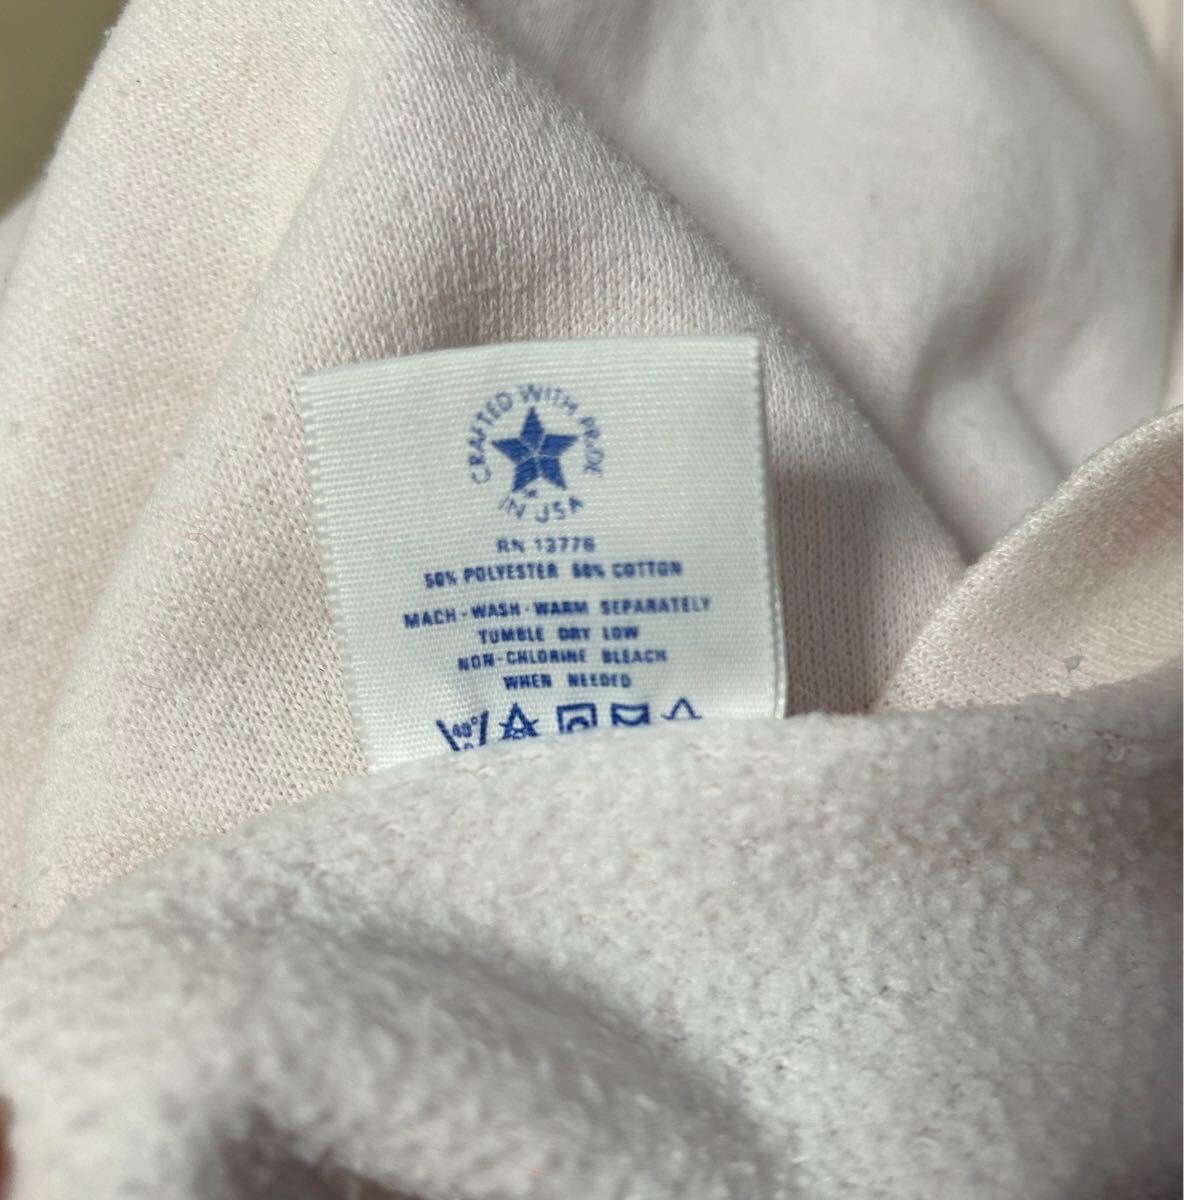 CRAFTED WITH PRIDE
IN USA
RN 13776
50% POLYESTER 50% COTTON
MACH-WASH-WARM SEPARATELY
TUMBLE DRY LOW
NON-CHLORINE BLEACH
WHEN NEEDED
40°